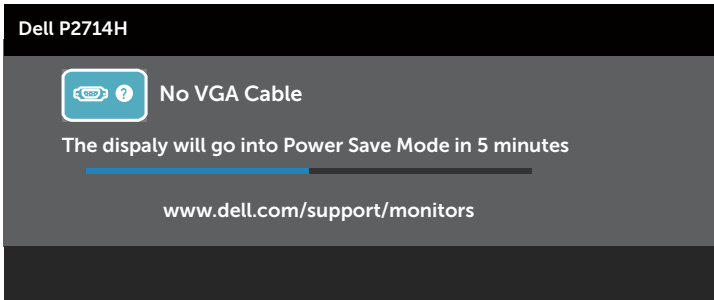 Dell P2714H
? No VGA Cable
The dispaly will go into Power Save Mode in 5 minutes
www.dell.com/support/monitors